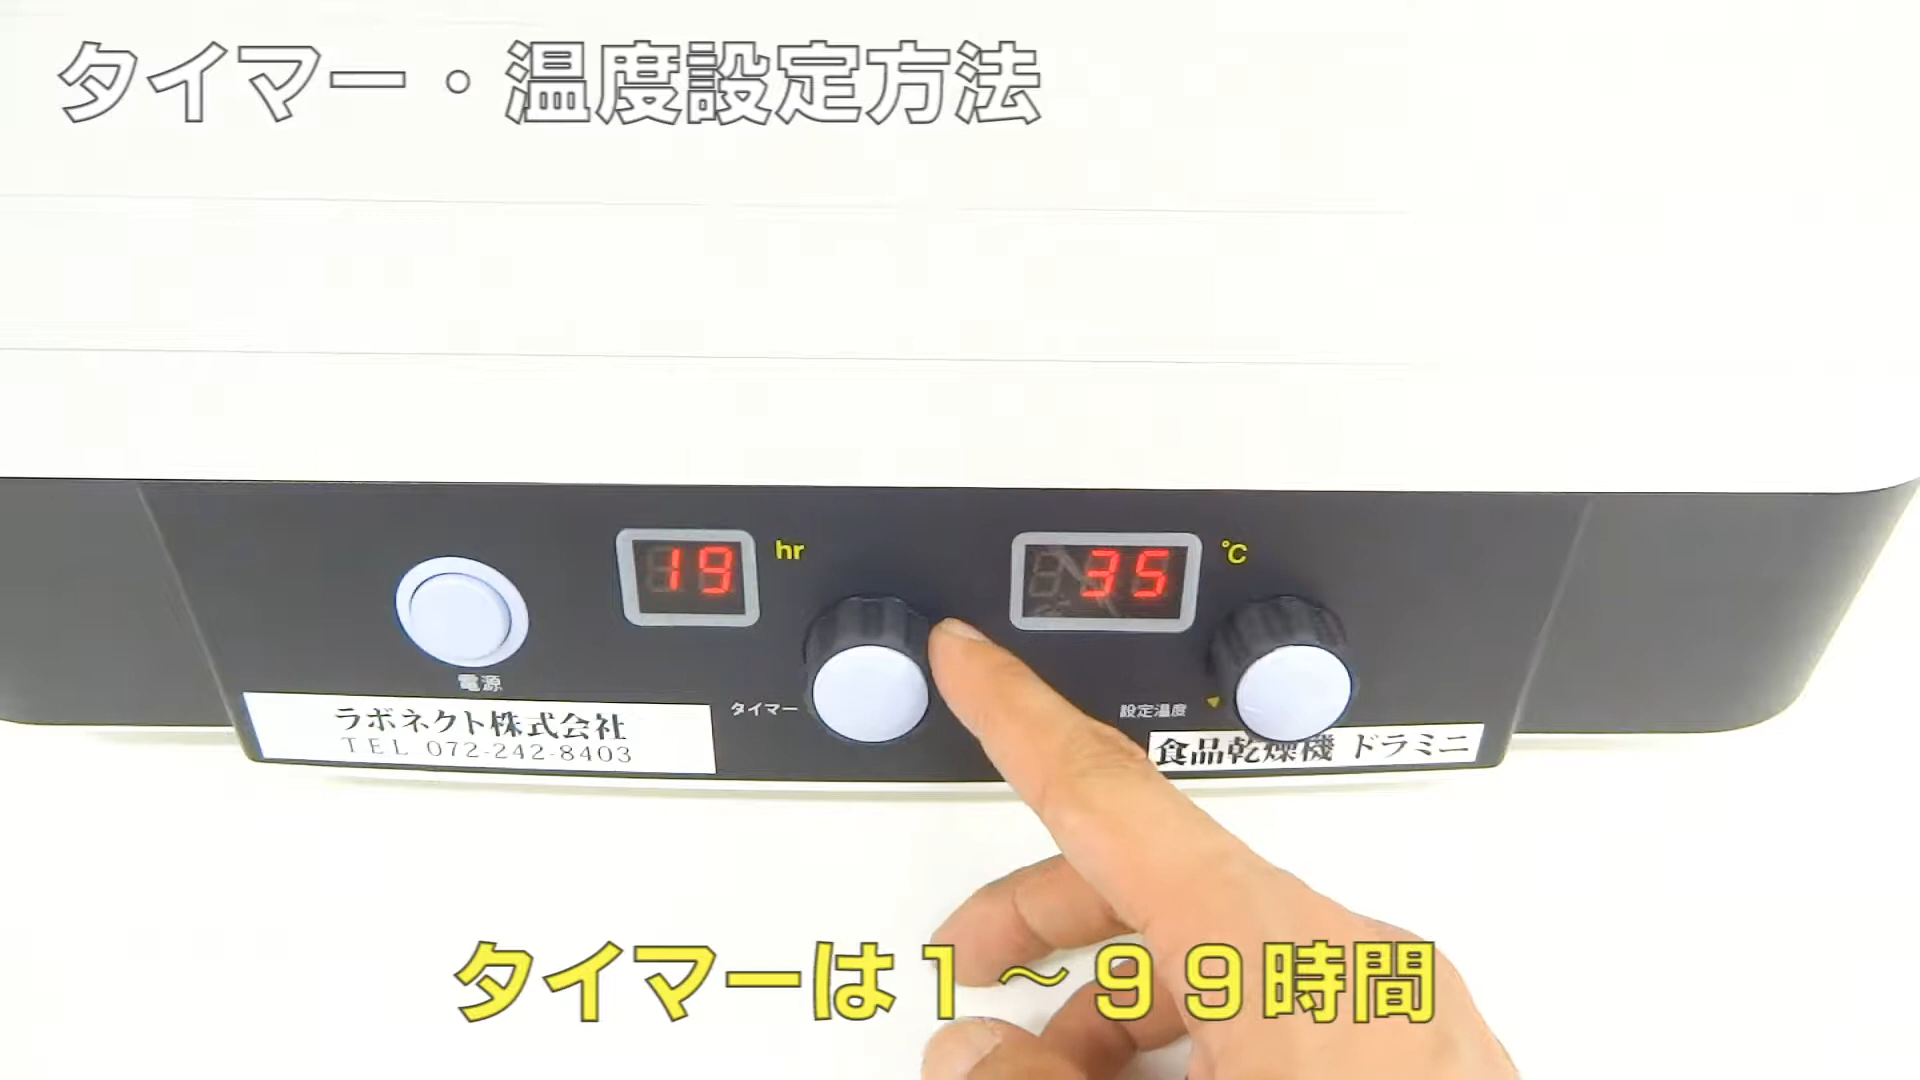 タイマー・温度設定方法
19 hr
35 ℃
電源
タイマー
設定温度
ラボネクト株式会社
TEL 072-242-8403
食品乾燥機 ドラミニ
タイマーは１～９９時間